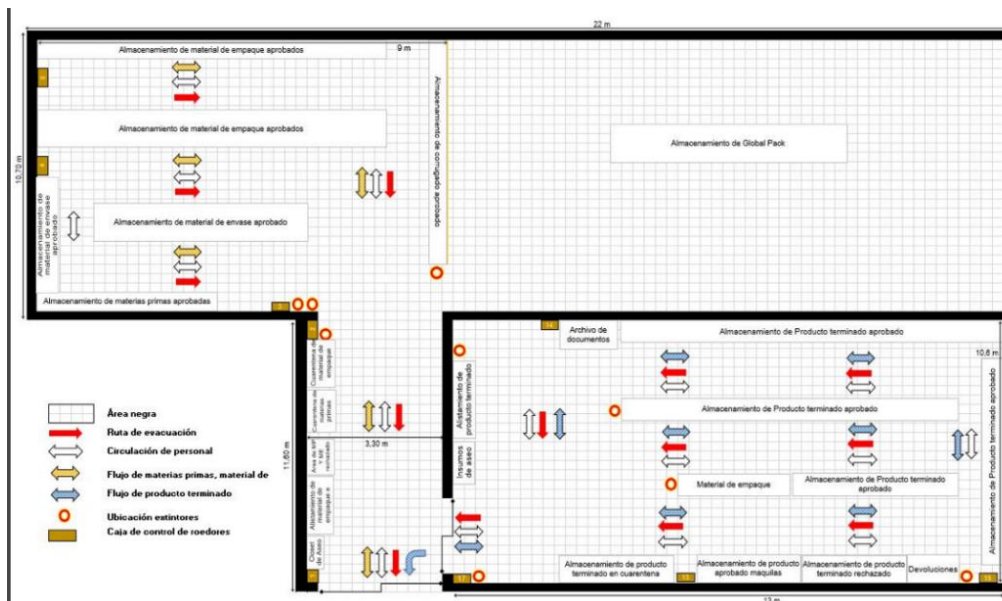 22 m
9 m
10,70 m
Almacenamiento de material de empaque aprobados
Almacenamiento de material de empaque aprobados
Almacenamiento de corrugado aprobado
Almacenamiento de Global Pack
Almacenamiento de
material de envase
aprobado
Almacenamiento de material de envase aprobado
Almacenamiento de materias primas aprobadas
Cuarentena de
material de
empaque
Cuarentena de
materias
primas
11,60 m
3,30 m
Alistamiento de
material de
empaque e
Closet
de Aseo
Alistamiento de
producto terminado
Insumos
de aseo
14
Archivo de
documentos
Almacenamiento de Producto terminado aprobado
10,6 m
Almacenamiento de Producto terminado aprobado
Almacenamiento de Producto terminado aprobado
Material de empaque
Almacenamiento de Producto terminado
aprobado
Almacenamiento de producto
terminado en cuarentena
Almacenamiento de producto
aprobado maquilas
Almacenamiento de producto
terminado rechazado
Devoluciones
13 m
Área negra
Ruta de evacuación
Circulación de personal
Flujo de materias primas, material de
Flujo de producto terminado
Ubicación extintores
Caja de control de roedores